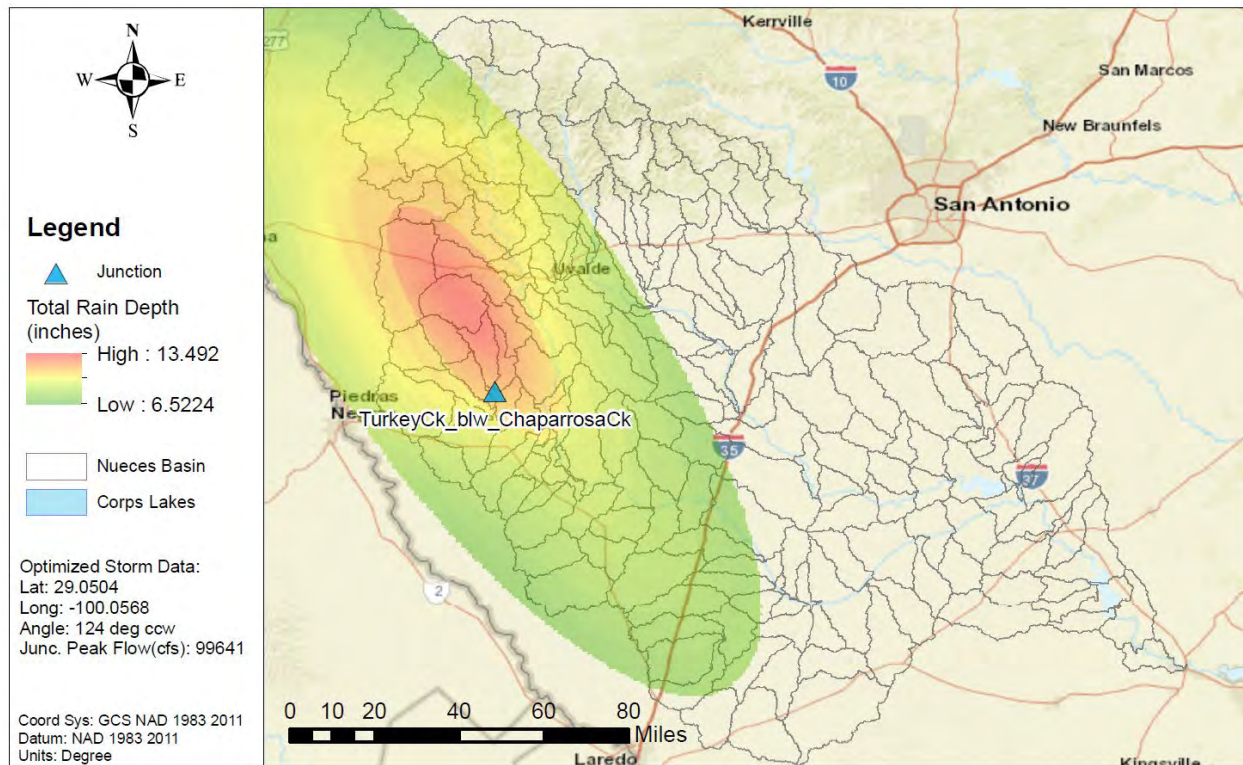 N
W E
S
Legend
Junction
Total Rain Depth
(inches)
High : 13.492
Low : 6.5224
Nueces Basin
Corps Lakes
Optimized Storm Data:
Lat: 29.0504
Long: -100.0568
Angle: 124 deg ccw
Junc. Peak Flow(cfs): 99641
Coord Sys: GCS NAD 1983 2011
Datum: NAD 1983 2011
Units: Degree
277
Kerrville
10
San Marcos
New Braunfels
San Antonio
na
Uvalde
Piedras
Ne
TurkeyCk_blw_ChaparrosaCk
35
37
2
0 10 20 40 60 80
Miles
Laredo
Kingsville